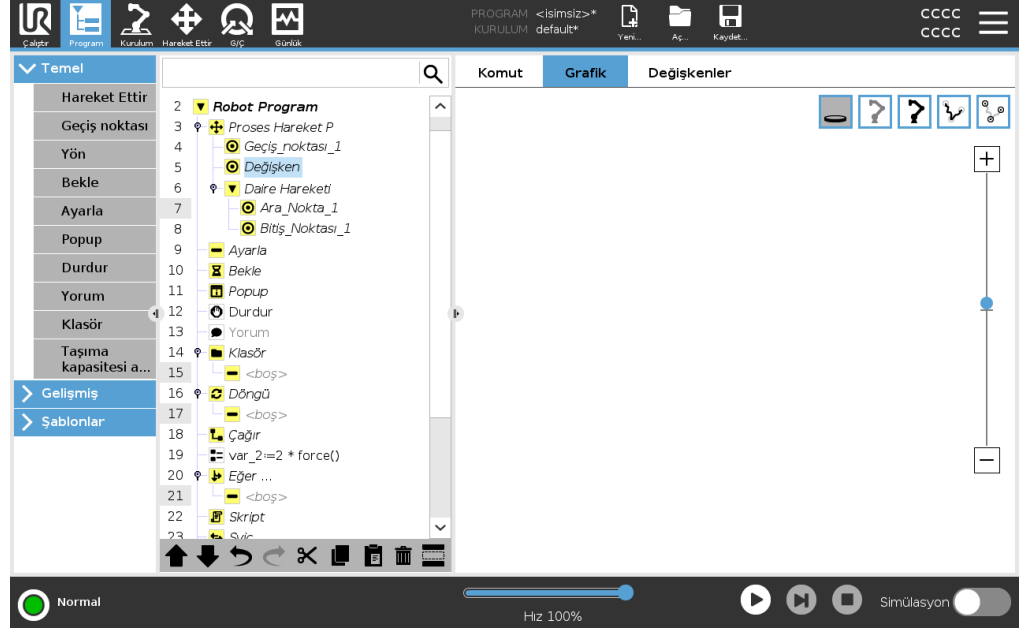 PROGRAM <isimsiz>*
KURULUM default*
CCCC
CCCC
Çalıştır Program Kurulum Hareket Ettir G/Ç Günlük Yeni... Aç... Kaydet...
Temel
Hareket Ettir
Geçiş noktası
Yön
Bekle
Ayarla
Popup
Durdur
Yorum
Klasör
Taşıma
kapasitesi a...
Gelişmiş
Şablonlar
2 Robot Program
3 Proses Hareket P
4 Geçiş_noktası_1
5 Değişken
6 Daire Hareketi
7 Ara_Nokta_1
8 Bitiş_Noktası_1
9 Ayarla
10 Bekle
11 Popup
12 Durdur
13 Yorum
14 Klasör
15 <boş>
16 Döngü
17 <boş>
18 Çağır
19 var_2:=2 * force()
20 Eğer ...
21 <boş>
22 Skript
23 Sviç
Komut Grafik Değişkenler
Normal
Hız 100%
Simülasyon